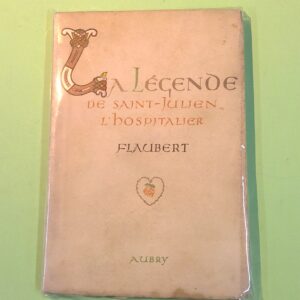 La Légende
de Saint-Julien
l'Hospitalier
Flaubert
Aubry